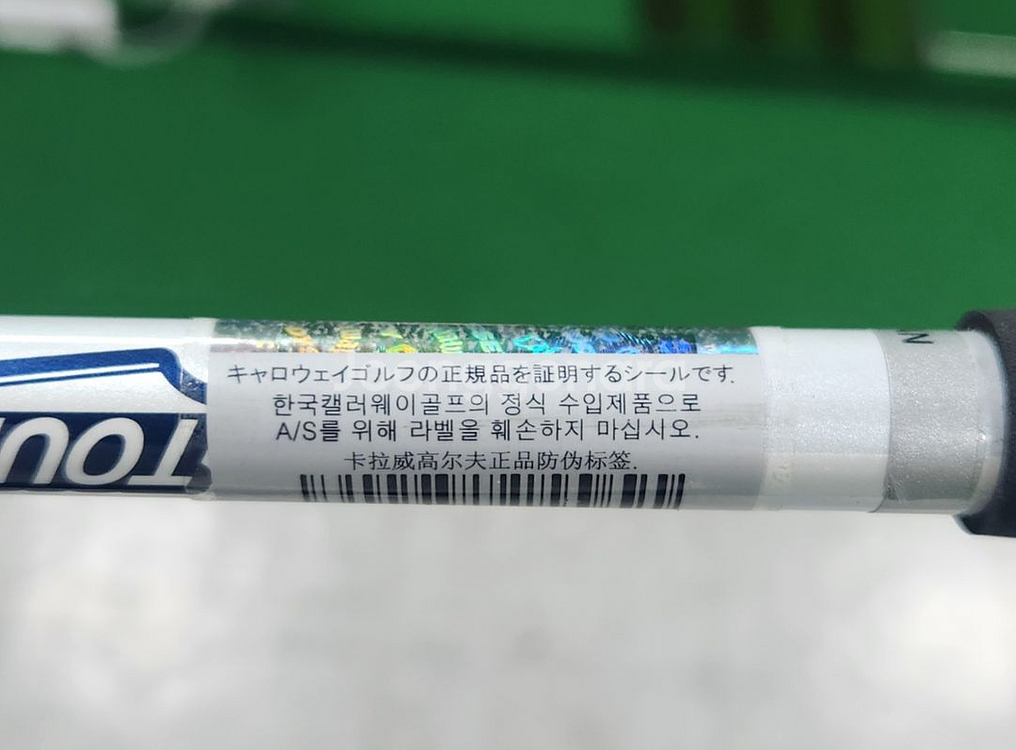 キャロウェイゴルフの正規品を証明するシールです.
한국캘러웨이골프의 정식 수입제품으로
A/S를 위해 라벨을 훼손하지 마십시오.
卡拉威高尔夫正品防伪标签.
TOUR